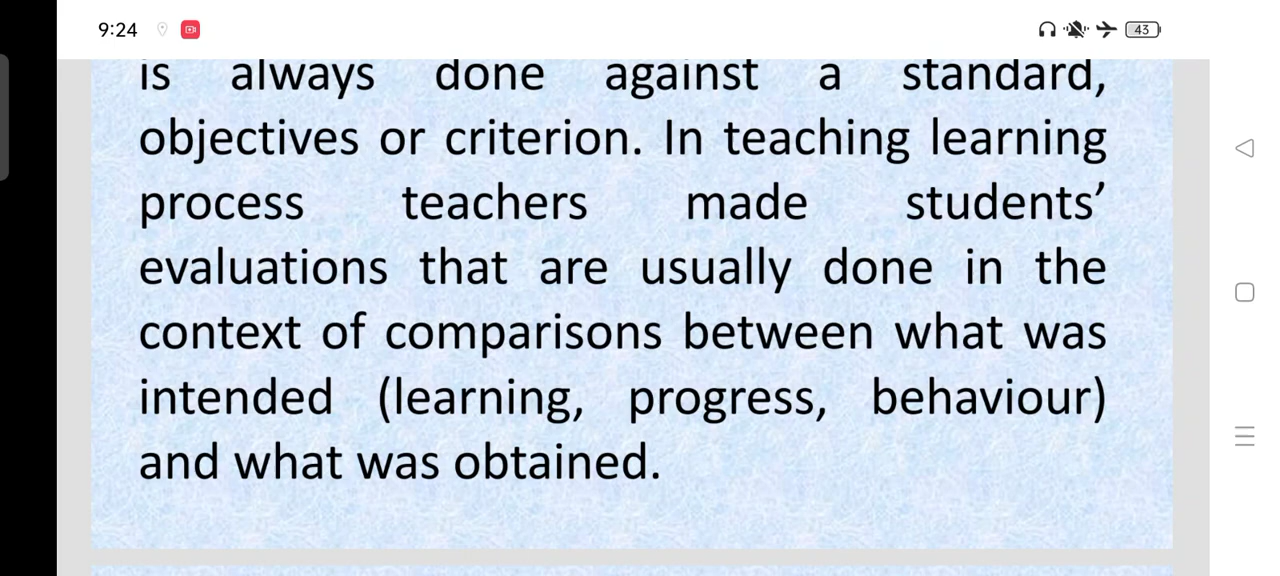 9:24
43
is always done against a standard,
objectives or criterion. In teaching learning
process teachers made students’
evaluations that are usually done in the
context of comparisons between what was
intended (learning, progress, behaviour)
and what was obtained.